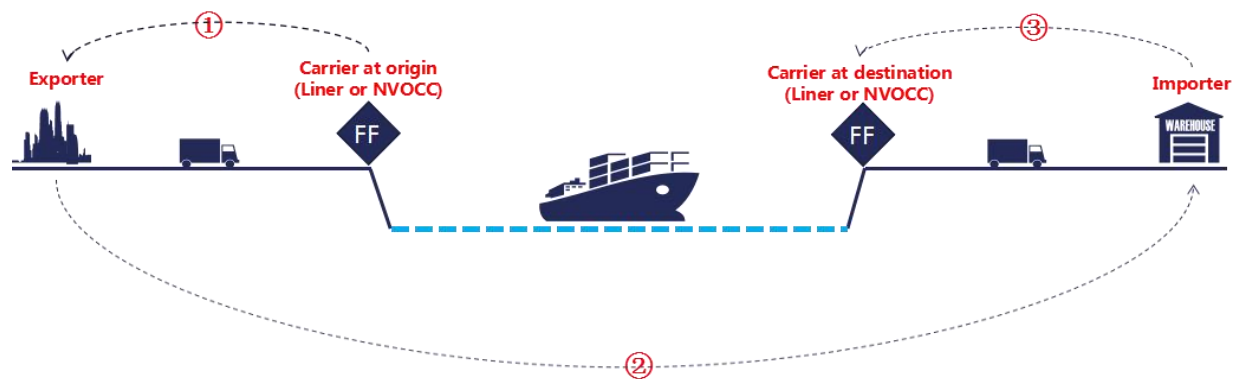 ①
③
Exporter
Carrier at origin
(Liner or NVOCC)
Carrier at destination
(Liner or NVOCC)
Importer
FF
FF
WAREHOUSE
②